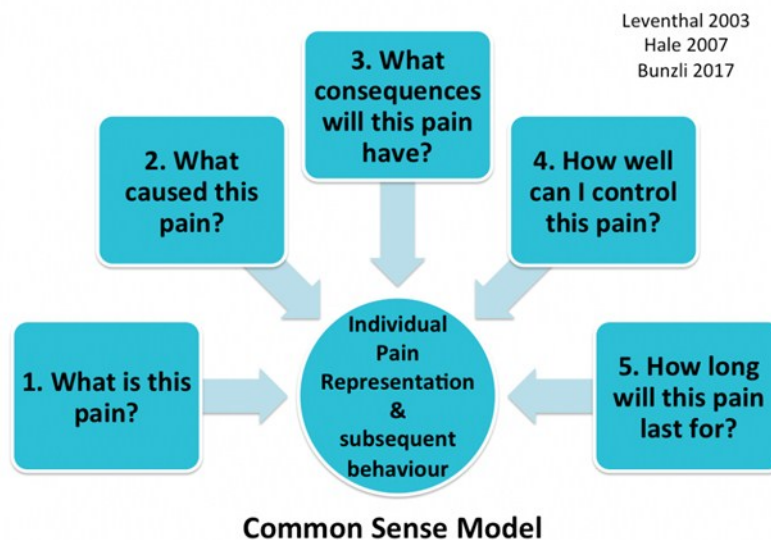 Leventhal 2003
Hale 2007
Bunzli 2017
1. What is this
pain?
2. What
caused this
pain?
3. What
consequences
will this pain
have?
4. How well
can I control
this pain?
5. How long
will this pain
last for?
Individual
Pain
Representation
&
subsequent
behaviour
Common Sense Model